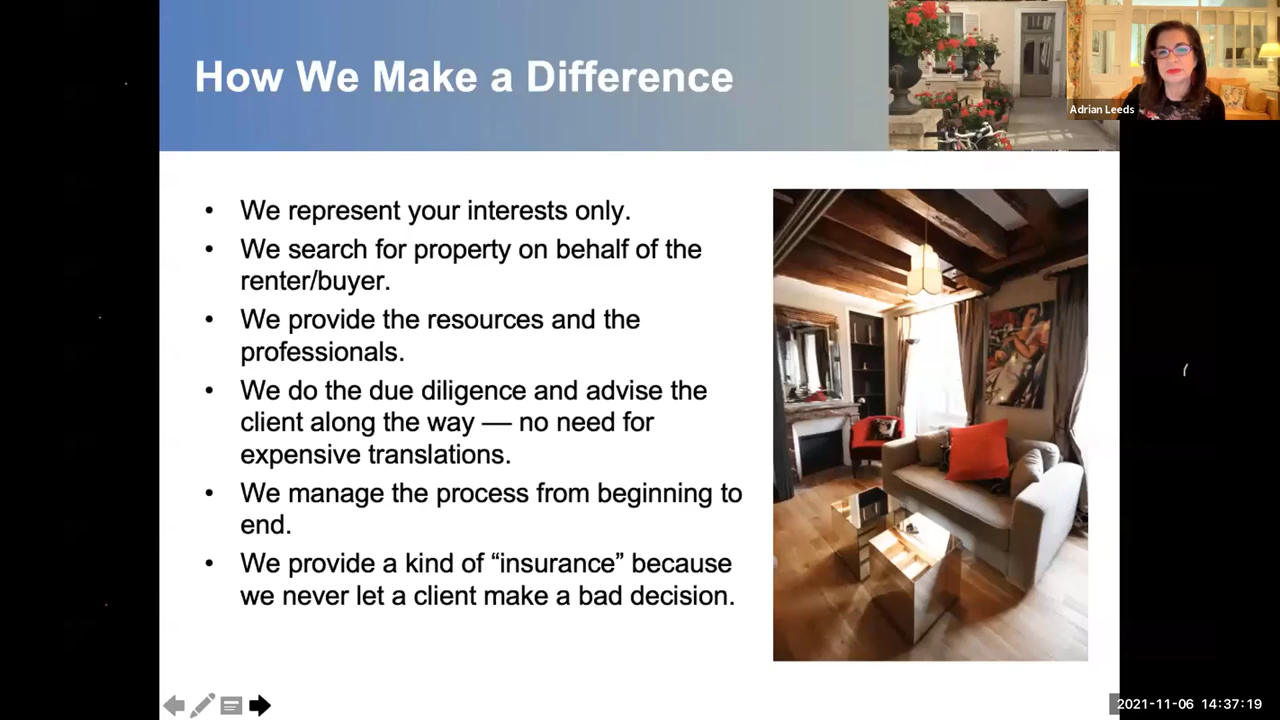 How We Make a Difference
Adrian Leeds
• We represent your interests only.
• We search for property on behalf of the
renter/buyer.
• We provide the resources and the
professionals.
• We do the due diligence and advise the
client along the way — no need for
expensive translations.
• We manage the process from beginning to
end.
• We provide a kind of “insurance” because
we never let a client make a bad decision.
2021-11-06 14:37:19